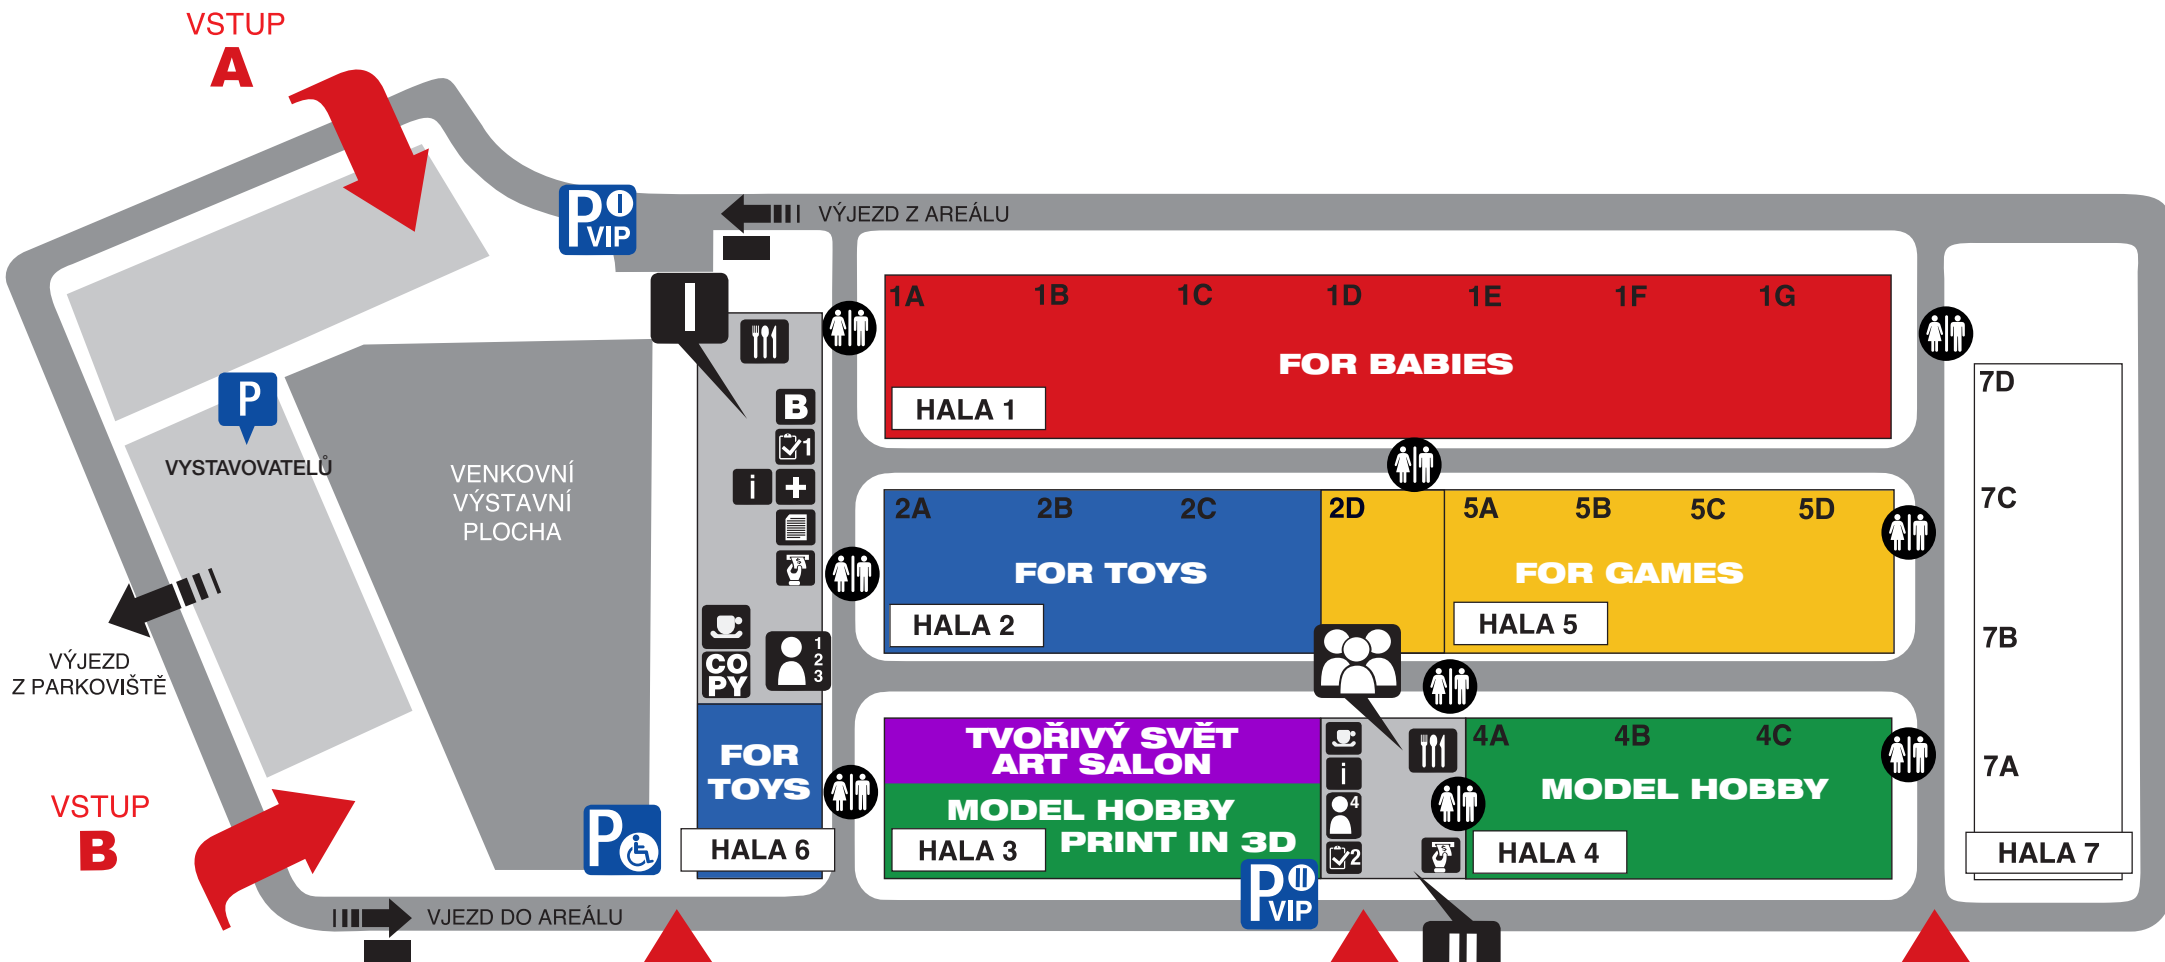 VSTUP
A
P I
VIP
VÝJEZD Z AREÁLU
I
1A 1B 1C 1D 1E 1F 1G
FOR BABIES
HALA 1
7D
P
VYSTAVOVATELŮ
VENKOVNÍ
VÝSTAVNÍ
PLOCHA
B
1
i
2A 2B 2C 2D 5A 5B 5C 5D
7C
FOR TOYS
FOR GAMES
HALA 2
HALA 5
7B
VÝJEZD
Z PARKOVIŠTĚ
CO
PY
1
2
3
FOR
TOYS
HALA 6
TVOŘIVÝ SVĚT
ART SALON
MODEL HOBBY
PRINT IN 3D
HALA 3
i
4
2
4A 4B 4C
MODEL HOBBY
HALA 4
7A
HALA 7
VSTUP
B
P
P II
VIP
VJEZD DO AREÁLU
II